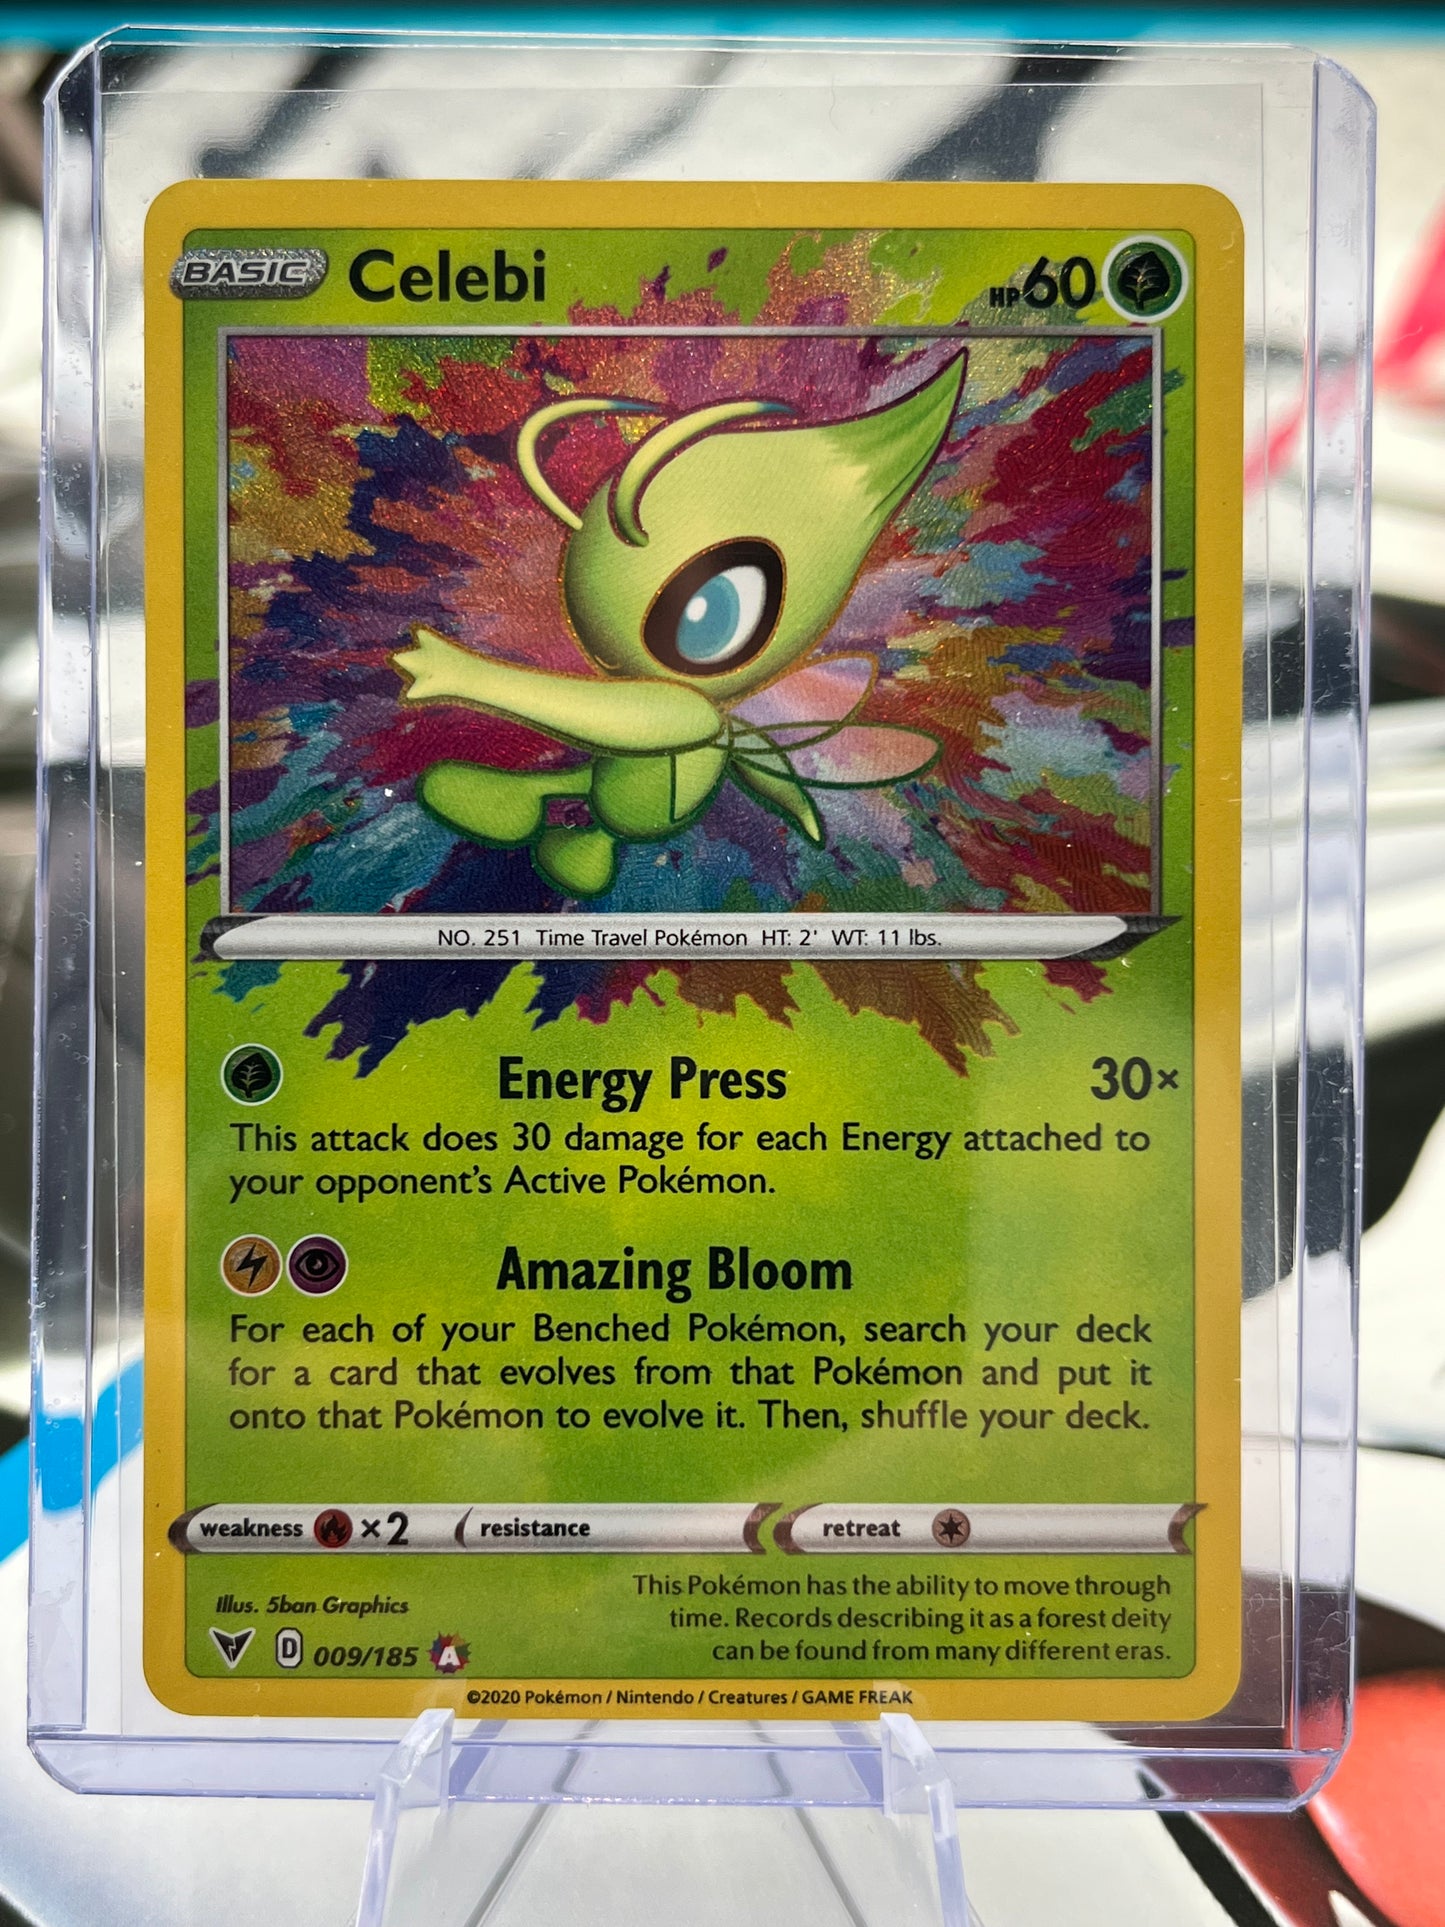 BASIC Celebi HP 60
NO. 251 Time Travel Pokémon HT: 2' WT: 11 lbs.
Energy Press 30×
This attack does 30 damage for each Energy attached to
your opponent's Active Pokémon.
Amazing Bloom
For each of your Benched Pokémon, search your deck
for a card that evolves from that Pokémon and put it
onto that Pokémon to evolve it. Then, shuffle your deck.
weakness ×2 resistance retreat
Illus. 5ban Graphics
This Pokémon has the ability to move through
time. Records describing it as a forest deity
can be found from many different eras.
D 009/185 A
©2020 Pokémon / Nintendo / Creatures / GAME FREAK